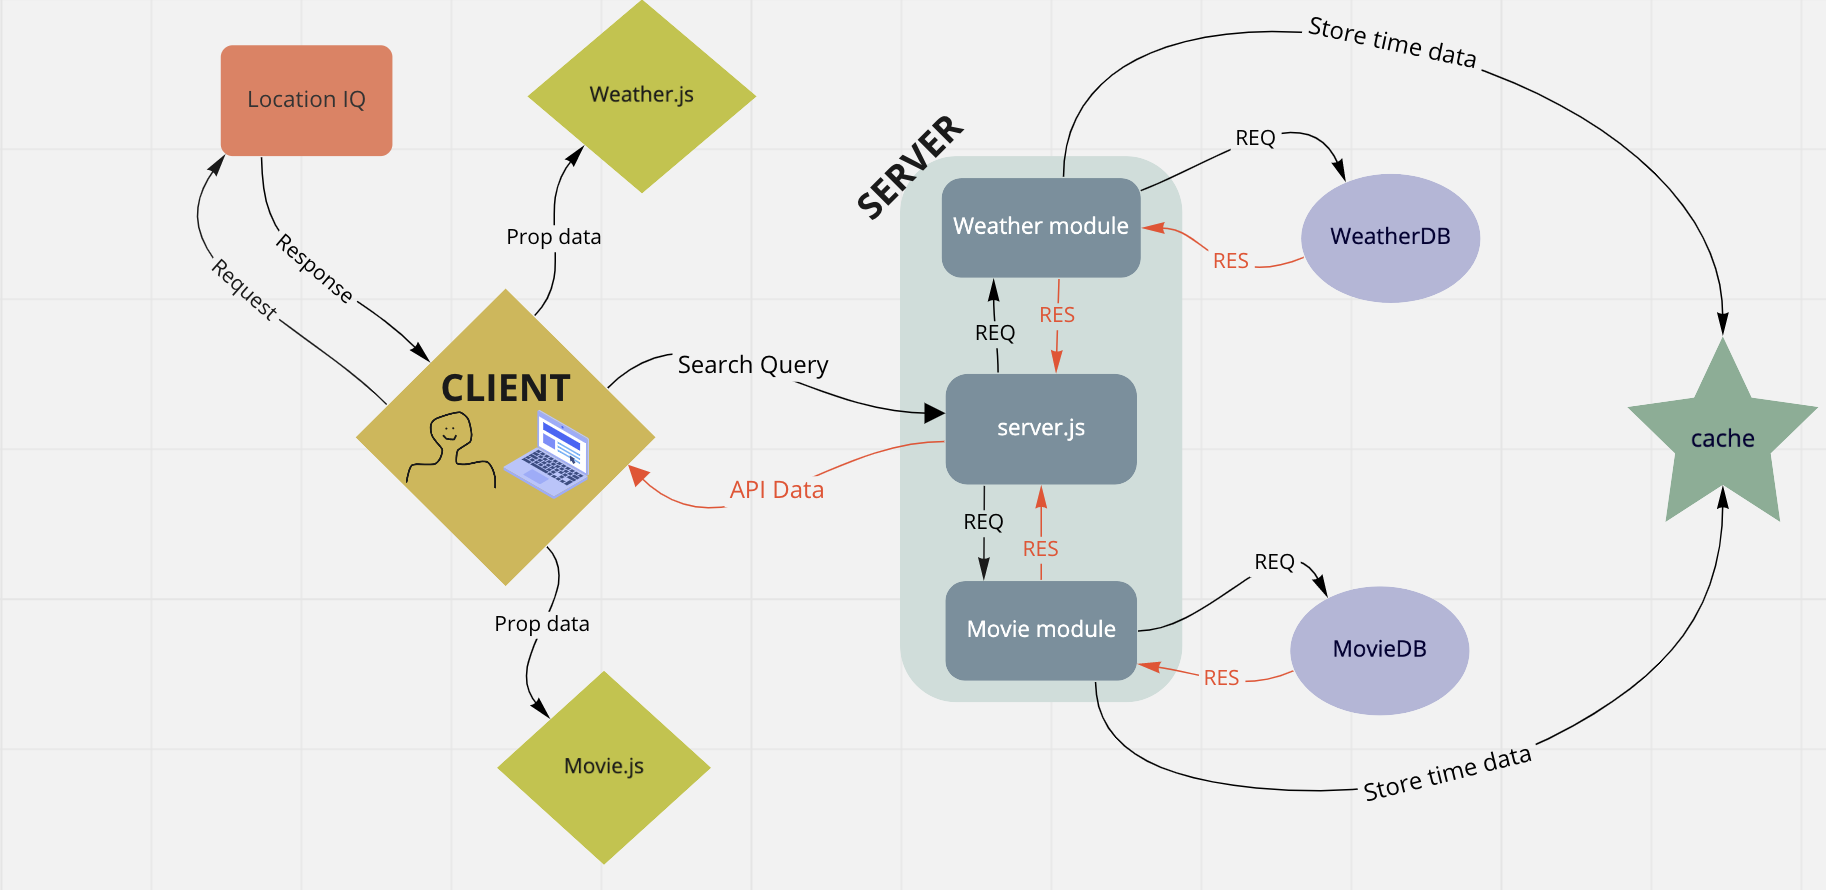 Store time data
Location IQ
Weather.js
SERVER
REQ
Weather module
WeatherDB
Prop data
RES
Response
Request
RES
REQ
Search Query
CLIENT
server.js
cache
API Data
REQ
RES
REQ
Prop data
Movie module
MovieDB
RES
Movie.js
Store time data